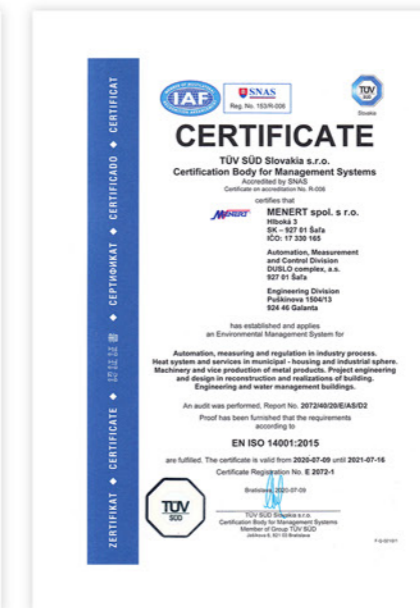 IAF
SNAS
Reg. No. 153/R-006
TÜV
SÜD
Slovakia
CERTIFICATE
TÜV SÜD Slovakia s.r.o.
Certification Body for Management Systems
Accredited by SNAS
Certificate on accreditation No. R-006
certifies that
MENERT
MENERT spol. s r.o.
Hlboká 3
SK – 927 01 Šaľa
IČO: 17 330 165
Automation, Measurement
and Control Division
DUSLO complex, a.s.
927 01 Šaľa
Engineering Division
Puškinova 1504/13
924 46 Galanta
has established and applies
an Environmental Management System for
Automation, measuring and regulation in industry process.
Heat system and services in municipal - housing and industrial sphere.
Machinery and vice production of metal products. Project engineering
and design in reconstruction and realizations of building.
Engineering and water management buildings.
An audit was performed, Report No. 2072/40/20/E/AS/D2
Proof has been furnished that the requirements
according to
EN ISO 14001:2015
are fulfilled. The certificate is valid from 2020-07-09 until 2021-07-16
Certificate Registration No. E 2072-1
Bratislava, 2020-07-09
TÜV
SÜD
TÜV SÜD Slovakia s.r.o.
Certification Body for Management Systems
Member of Group TÜV SÜD
Jašíkova 6, 821 03 Bratislava
ZERTIFIKAT ◆ CERTIFICATE ◆ ◆ СЕРТИФИКАТ ◆ CERTIFICADO ◆ CERTIFICAT